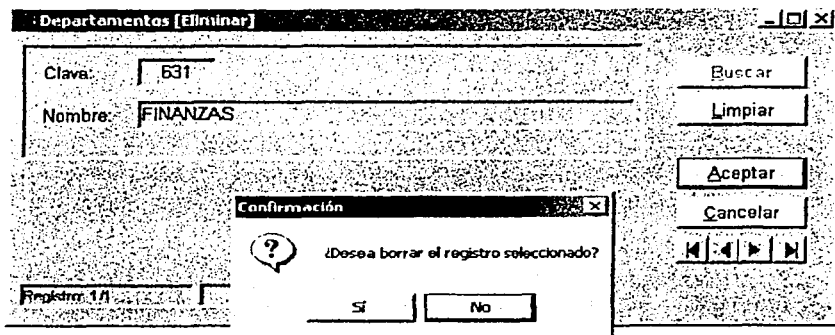 Departamentos [Eliminar]
Clave: 631
Nombre: FINANZAS
Buscar
Limpiar
Aceptar
Cancelar
Confirmación
¿Desea borrar el registro seleccionado?
Sí No
Registro: 1/1